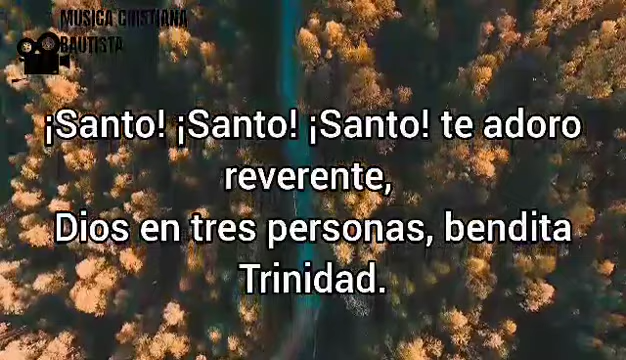 MUSICA CRISTIANA
BAUTISTA
¡Santo! ¡Santo! ¡Santo! te adoro
reverente,
Dios en tres personas, bendita
Trinidad.